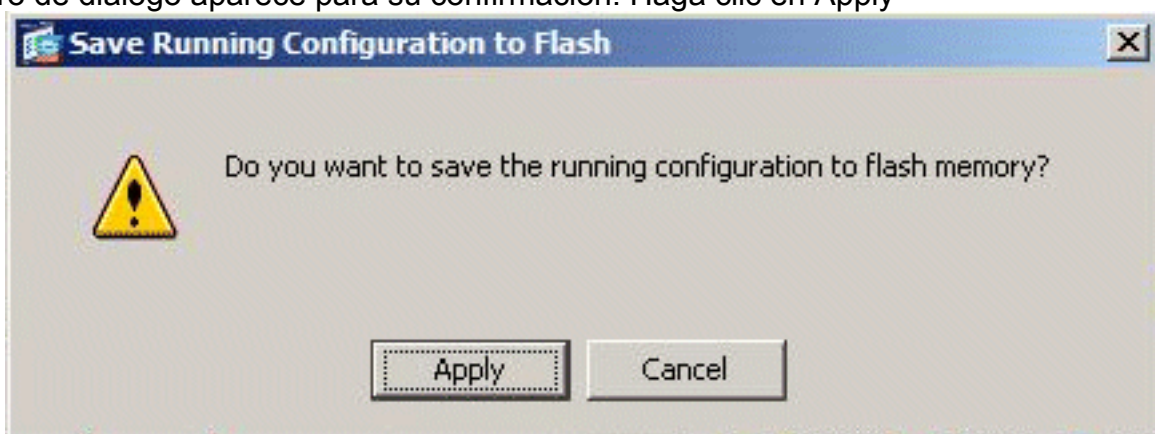 de dialogo aparece para su confirmación. Haga clic en Apply
Save Running Configuration to Flash
Do you want to save the running configuration to flash memory?
Apply
Cancel